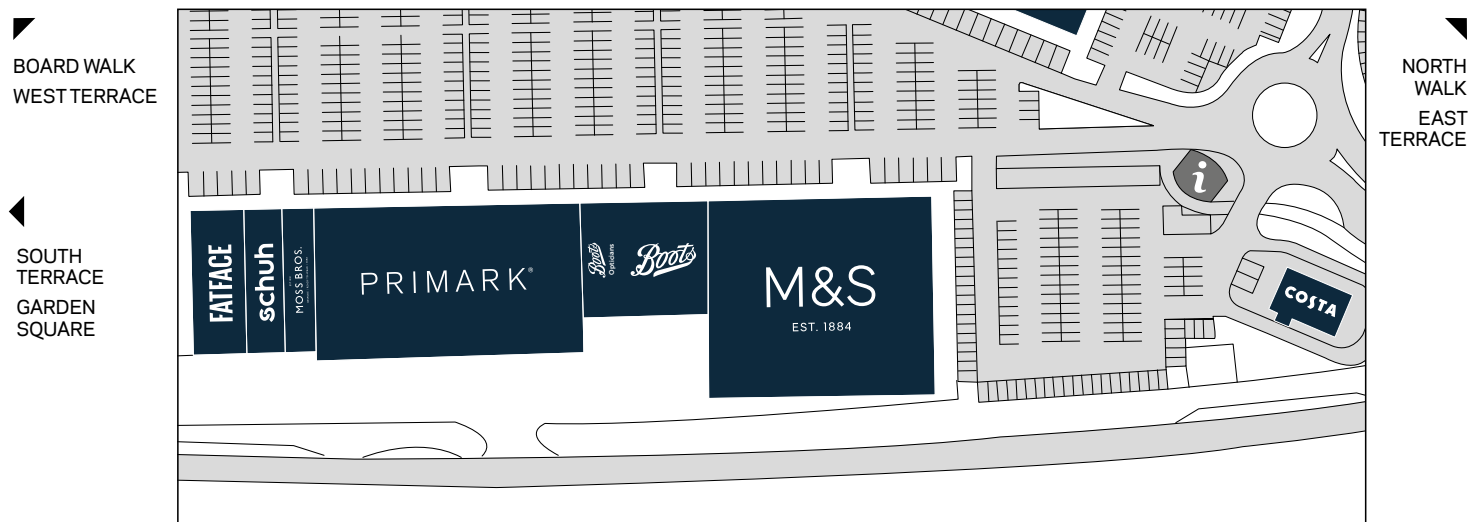 BOARD WALK
WEST TERRACE
NORTH
WALK
EAST
TERRACE
SOUTH
TERRACE
GARDEN
SQUARE
i
FATFACE
schuh
MOSS BROS.
PRIMARK®
Boots
Opticians
Boots
M&S
EST. 1884
COSTA